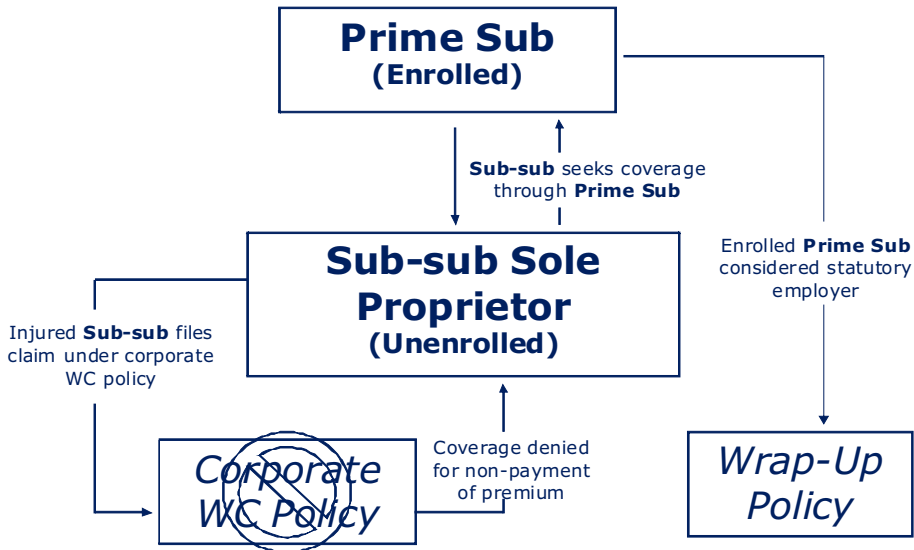 Prime Sub
(Enrolled)
Sub-sub seeks coverage
through Prime Sub
Sub-sub Sole
Proprietor
(Unenrolled)
Enrolled Prime Sub
considered statutory
employer
Injured Sub-sub files
claim under corporate
WC policy
Corporate
WC Policy
Coverage denied
for non-payment
of premium
Wrap-Up
Policy